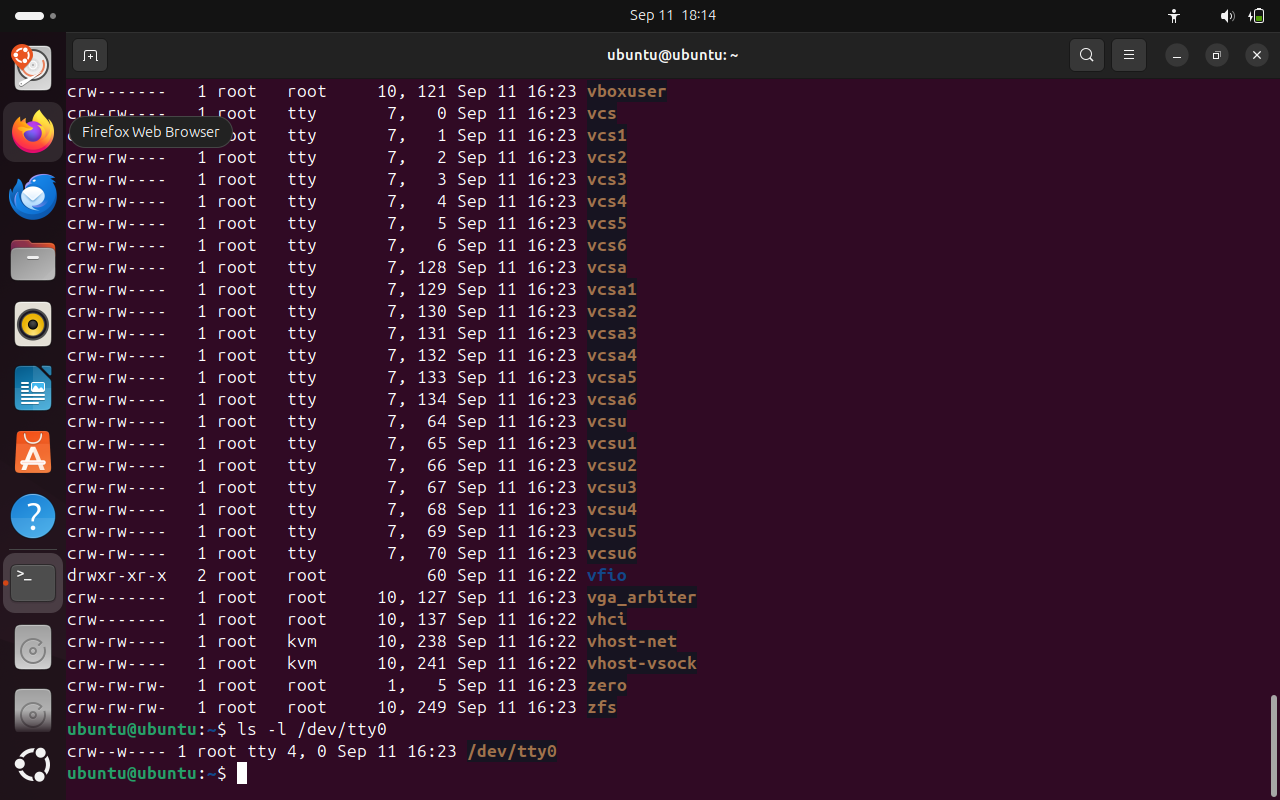 Sep 11 18:14
ubuntu@ubuntu: ~
crw------- 1 root root 10, 121 Sep 11 16:23 vboxuser
crw-rw---- 1 root tty 7, 0 Sep 11 16:23 vcs
Firefox Web Browser
1 root tty 7, 1 Sep 11 16:23 vcs1
crw-rw---- 1 root tty 7, 2 Sep 11 16:23 vcs2
crw-rw---- 1 root tty 7, 3 Sep 11 16:23 vcs3
crw-rw---- 1 root tty 7, 4 Sep 11 16:23 vcs4
crw-rw---- 1 root tty 7, 5 Sep 11 16:23 vcs5
crw-rw---- 1 root tty 7, 6 Sep 11 16:23 vcs6
crw-rw---- 1 root tty 7, 128 Sep 11 16:23 vcsa
crw-rw---- 1 root tty 7, 129 Sep 11 16:23 vcsa1
crw-rw---- 1 root tty 7, 130 Sep 11 16:23 vcsa2
crw-rw---- 1 root tty 7, 131 Sep 11 16:23 vcsa3
crw-rw---- 1 root tty 7, 132 Sep 11 16:23 vcsa4
crw-rw---- 1 root tty 7, 133 Sep 11 16:23 vcsa5
crw-rw---- 1 root tty 7, 134 Sep 11 16:23 vcsa6
crw-rw---- 1 root tty 7, 64 Sep 11 16:23 vcsu
crw-rw---- 1 root tty 7, 65 Sep 11 16:23 vcsu1
crw-rw---- 1 root tty 7, 66 Sep 11 16:23 vcsu2
crw-rw---- 1 root tty 7, 67 Sep 11 16:23 vcsu3
crw-rw---- 1 root tty 7, 68 Sep 11 16:23 vcsu4
crw-rw---- 1 root tty 7, 69 Sep 11 16:23 vcsu5
crw-rw---- 1 root tty 7, 70 Sep 11 16:23 vcsu6
drwxr-xr-x 2 root root 60 Sep 11 16:22 vfio
crw------- 1 root root 10, 127 Sep 11 16:23 vga_arbiter
crw------- 1 root root 10, 137 Sep 11 16:22 vhci
crw-rw---- 1 root kvm 10, 238 Sep 11 16:22 vhost-net
crw-rw---- 1 root kvm 10, 241 Sep 11 16:22 vhost-vsock
crw-rw-rw- 1 root root 1, 5 Sep 11 16:23 zero
crw-rw-rw- 1 root root 10, 249 Sep 11 16:23 zfs
ubuntu@ubuntu:~$ ls -l /dev/tty0
crw--w---- 1 root tty 4, 0 Sep 11 16:23 /dev/tty0
ubuntu@ubuntu:~$